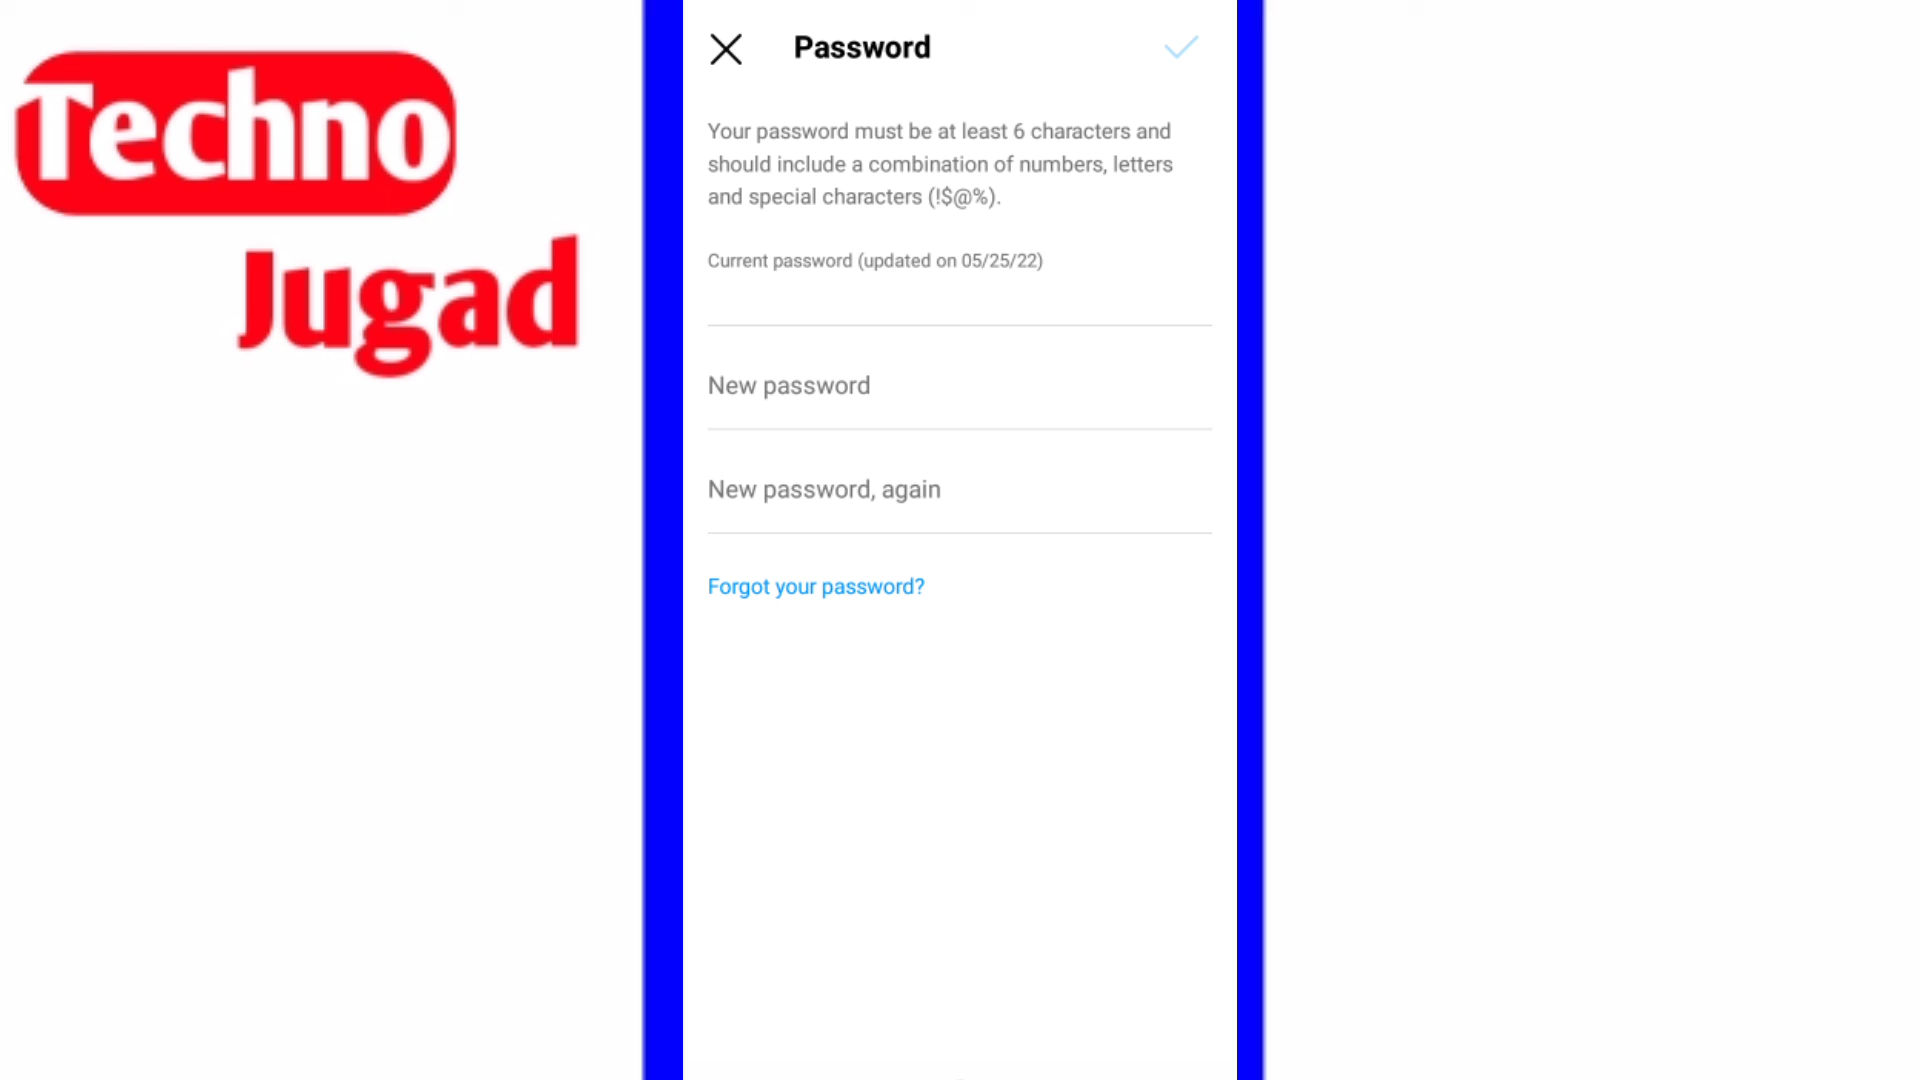 Techno
Jugad
Password
Your password must be at least 6 characters and
should include a combination of numbers, letters
and special characters (!$@%).
Current password (updated on 05/25/22)
New password
New password, again
Forgot your password?